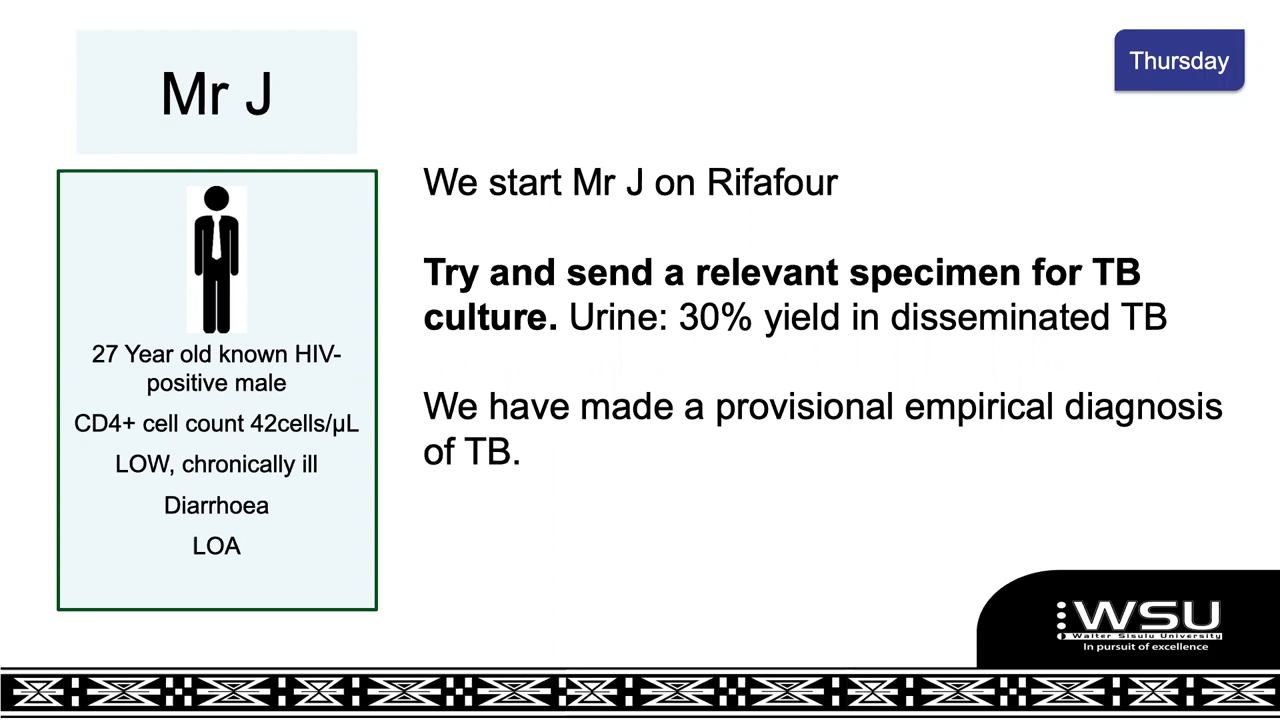 Mr J
Thursday
27 Year old known HIV-
positive male
CD4+ cell count 42cells/µL
LOW, chronically ill
Diarrhoea
LOA
We start Mr J on Rifafour
Try and send a relevant specimen for TB
culture. Urine: 30% yield in disseminated TB
We have made a provisional empirical diagnosis
of TB.
WSU
Walter Sisulu University
In pursuit of excellence